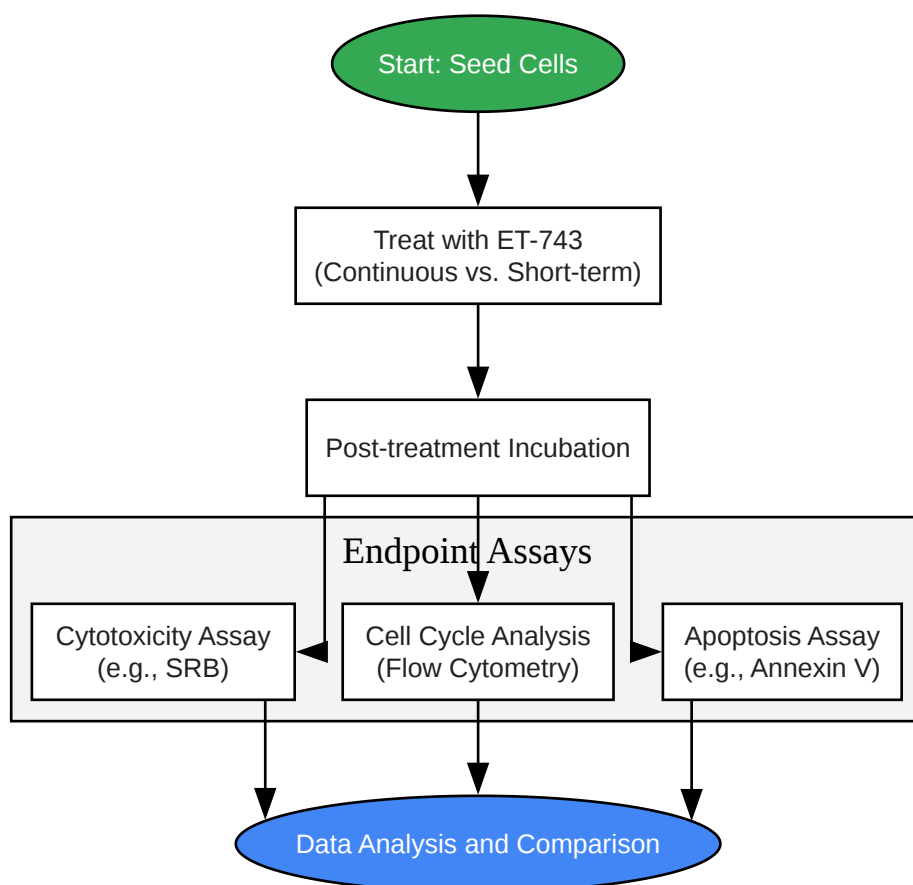 Start: Seed Cells
Treat with ET-743
(Continuous vs. Short-term)
Post-treatment Incubation
Endpoint Assays
Cytotoxicity Assay
(e.g., SRB)
Cell Cycle Analysis
(Flow Cytometry)
Apoptosis Assay
(e.g., Annexin V)
Data Analysis and Comparison